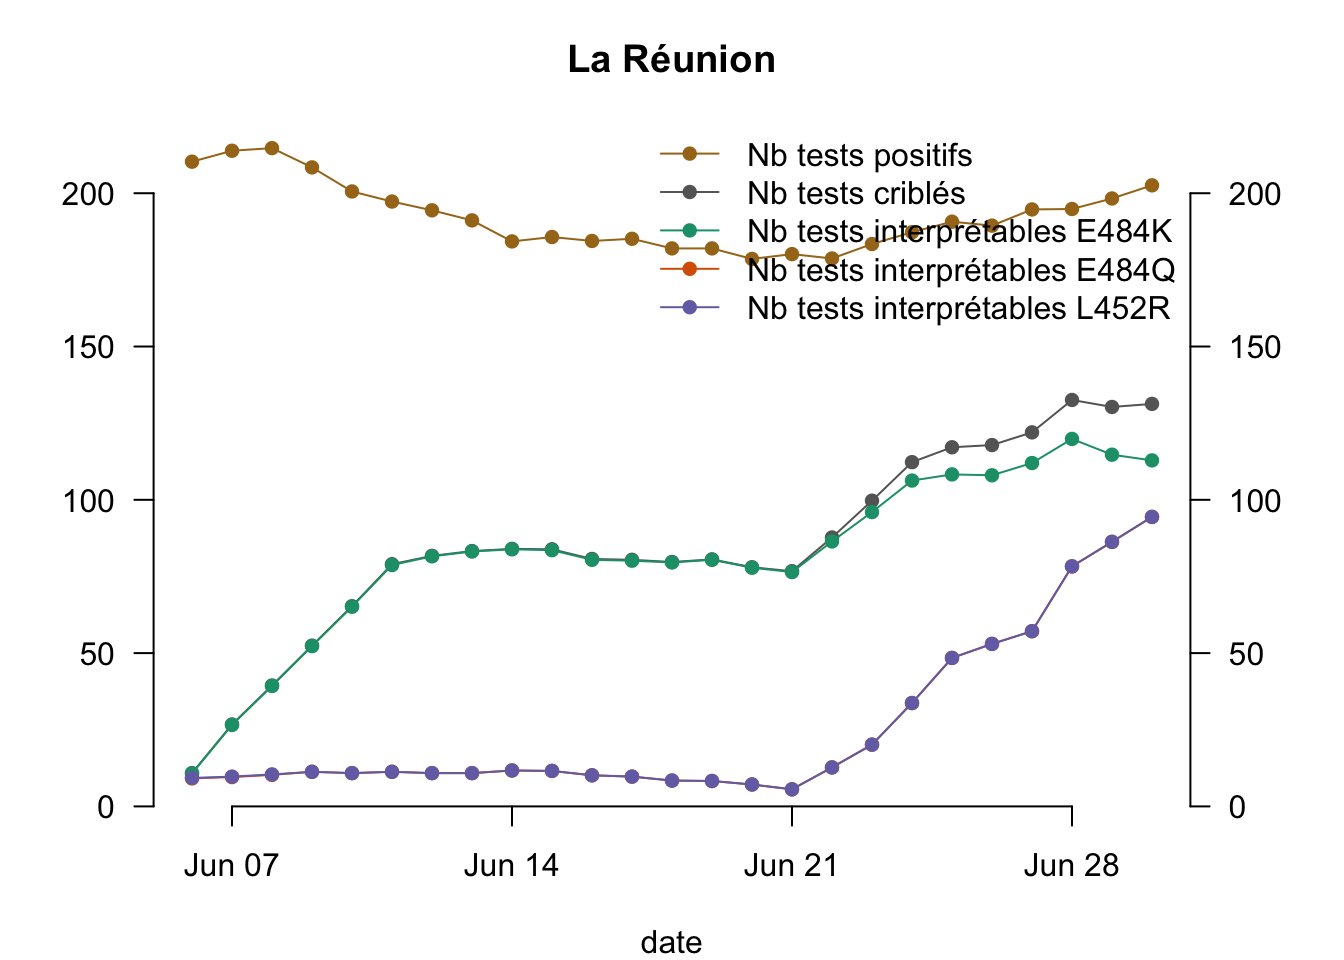 La Réunion
Nb tests positifs
Nb tests criblés
Nb tests interprétables E484K
Nb tests interprétables E484Q
Nb tests interprétables L452R
200
150
100
50
0
200
150
100
50
0
Jun 07
Jun 14
Jun 21
Jun 28
date